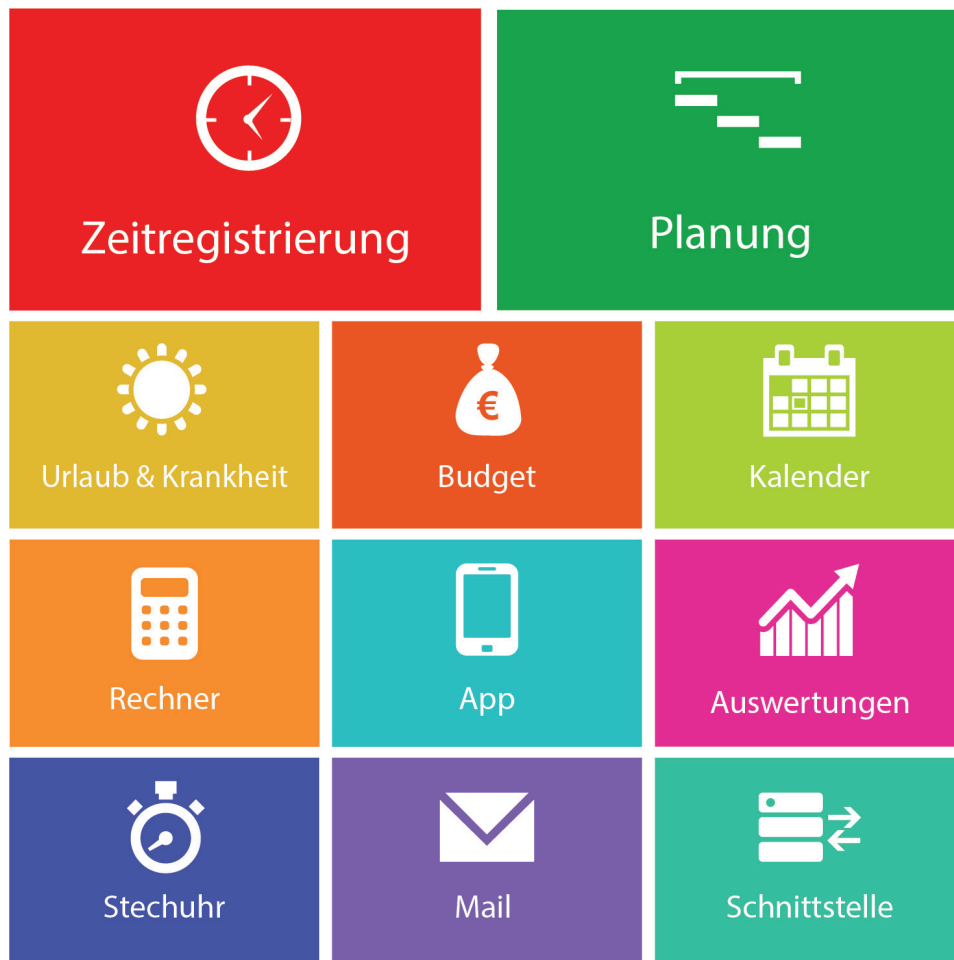 Zeitregistrierung
Planung
Urlaub & Krankheit
€
Budget
Kalender
Rechner
App
Auswertungen
Stechuhr
Mail
Schnittstelle